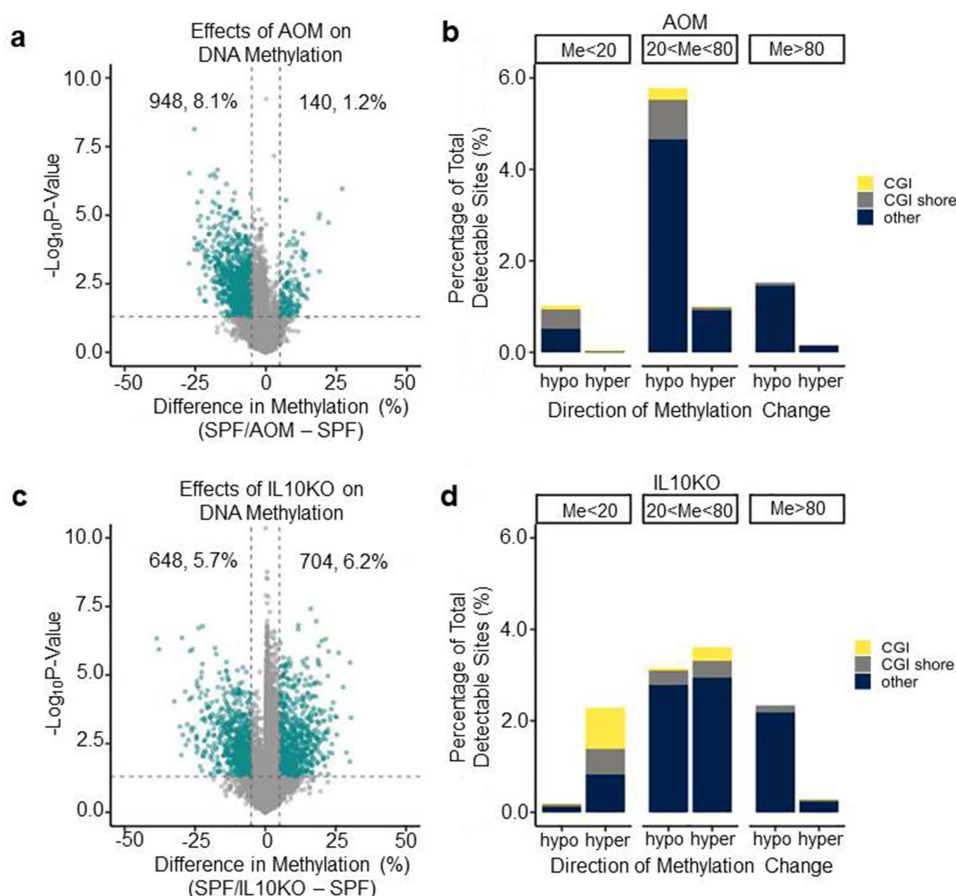 a
Effects of AOM on
DNA Methylation
948, 8.1%
140, 1.2%
-Log10P-Value
10.0
7.5
5.0
2.5
0.0
-50
-25
0
25
50
Difference in Methylation (%)
(SPF/AOM – SPF)
b
AOM
Me<20
20<Me<80
Me>80
Percentage of Total
Detectable Sites (%)
6.0
4.0
2.0
0.0
hypo hyper
hypo hyper
hypo hyper
Direction of Methylation Change
CGI
CGI shore
other
c
Effects of IL10KO on
DNA Methylation
648, 5.7%
704, 6.2%
-Log10P-Value
10.0
7.5
5.0
2.5
0.0
-50
-25
0
25
50
Difference in Methylation (%)
(SPF/IL10KO – SPF)
d
IL10KO
Me<20
20<Me<80
Me>80
Percentage of Total
Detectable Sites (%)
6.0
4.0
2.0
0.0
hypo hyper
hypo hyper
hypo hyper
Direction of Methylation Change
CGI
CGI shore
other